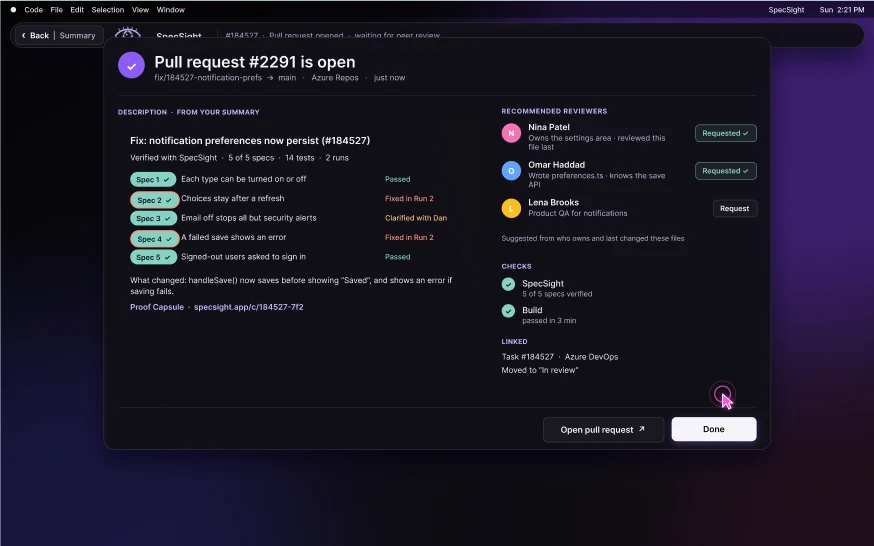 Code File Edit Selection View Window SpecSight Sun 2:21 PM
‹ Back | Summary SpecSight #184527 · Pull request opened · waiting for peer review
Pull request #2291 is open
fix/184527-notification-prefs → main · Azure Repos · just now
DESCRIPTION · FROM YOUR SUMMARY
Fix: notification preferences now persist (#184527)
Verified with SpecSight · 5 of 5 specs · 14 tests · 2 runs
Spec 1 ✓ Each type can be turned on or off Passed
Spec 2 ✓ Choices stay after a refresh Fixed in Run 2
Spec 3 ✓ Email off stops all but security alerts Clarified with Dan
Spec 4 ✓ A failed save shows an error Fixed in Run 2
Spec 5 ✓ Signed-out users asked to sign in Passed
What changed: handleSave() now saves before showing “Saved”, and shows an error if
saving fails.
Proof Capsule · specsight.app/c/184527-7f2
RECOMMENDED REVIEWERS
N Nina Patel
Owns the settings area · reviewed this
file last
Requested ✓
O Omar Haddad
Wrote preferences.ts · knows the save
API
Requested ✓
L Lena Brooks
Product QA for notifications
Request
Suggested from who owns and last changed these files
CHECKS
SpecSight
5 of 5 specs verified
Build
passed in 3 min
LINKED
Task #184527 · Azure DevOps
Moved to “In review”
Open pull request ↗
Done